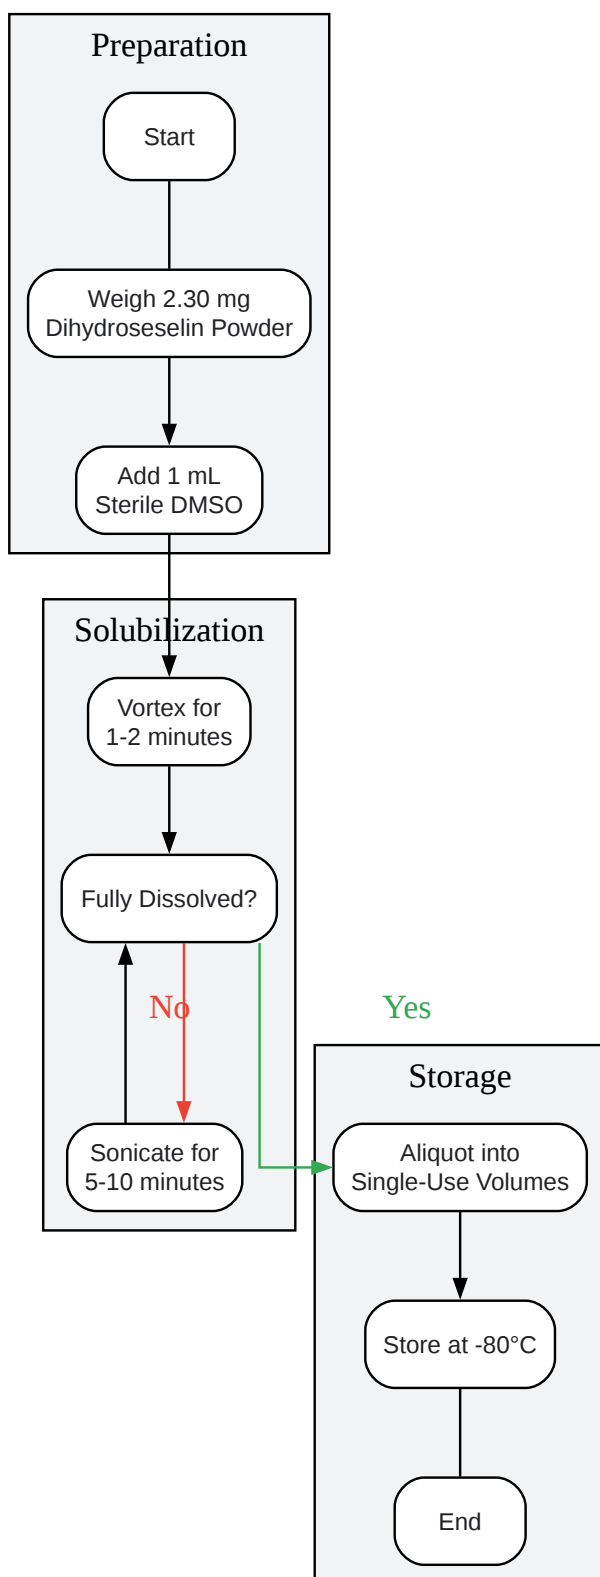 Preparation
Start
Weigh 2.30 mg
Dihydroseselin Powder
Add 1 mL
Sterile DMSO
Solubilization
Vortex for
1-2 minutes
Fully Dissolved?
No
Yes
Sonicate for
5-10 minutes
Storage
Aliquot into
Single-Use Volumes
Store at -80°C
End